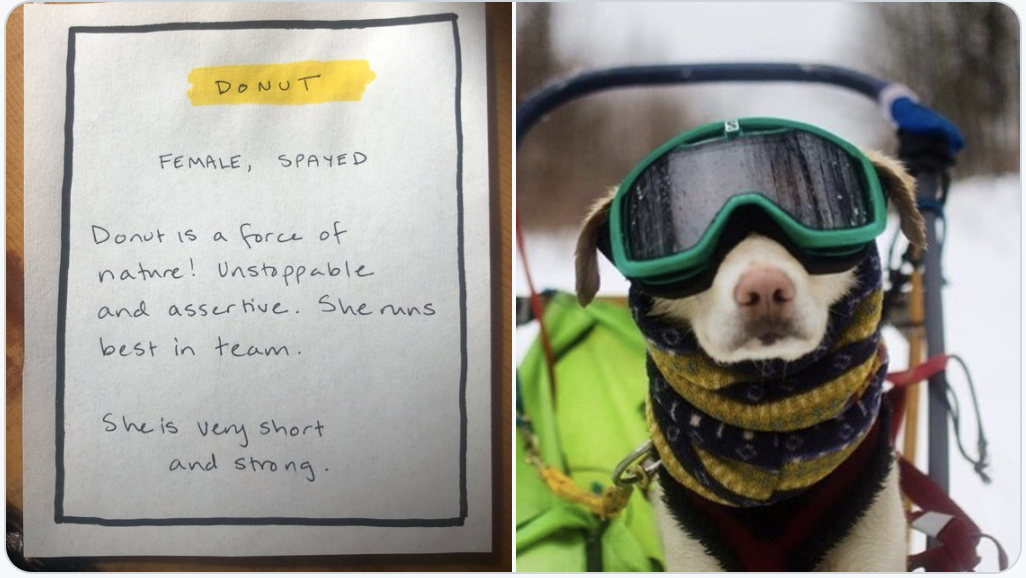 DONUT
FEMALE, SPAYED
Donut is a force of
nature! Unstoppable
and assertive. She runs
best in team.
She is very short
and strong.